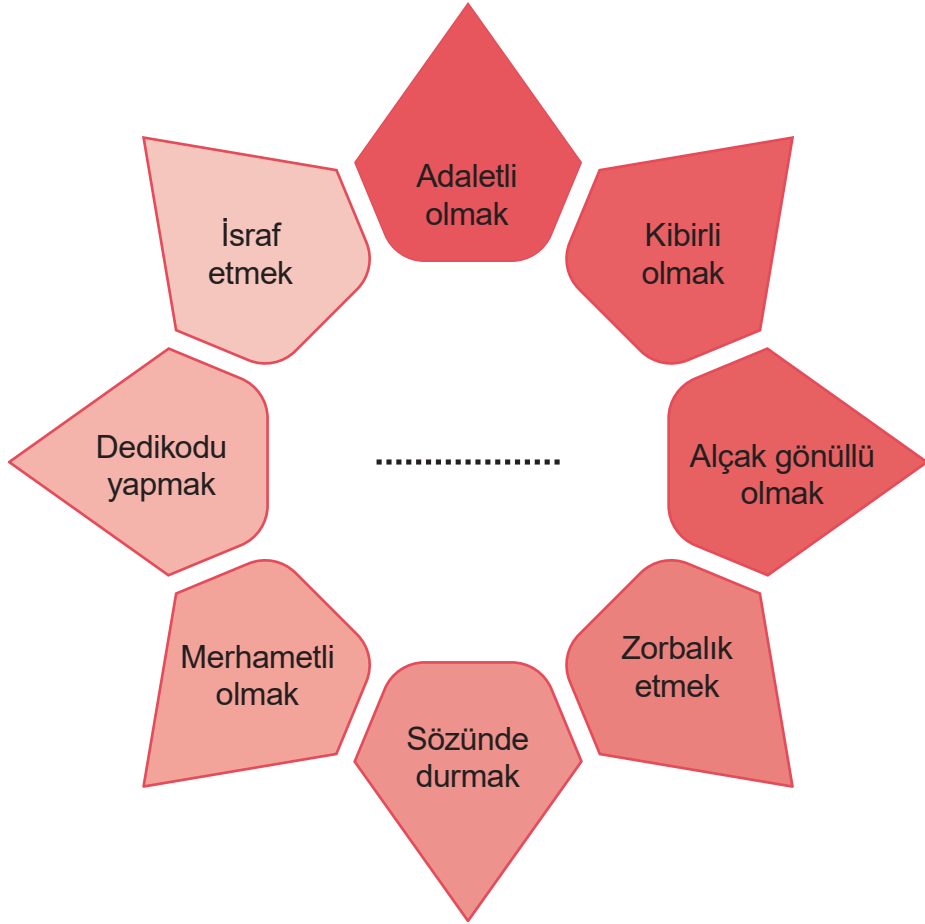 Adaletli
olmak
Kibirli
olmak
Alçak gönüllü
olmak
Zorbalık
etmek
Sözünde
durmak
Merhametli
olmak
Dedikodu
yapmak
İsraf
etmek